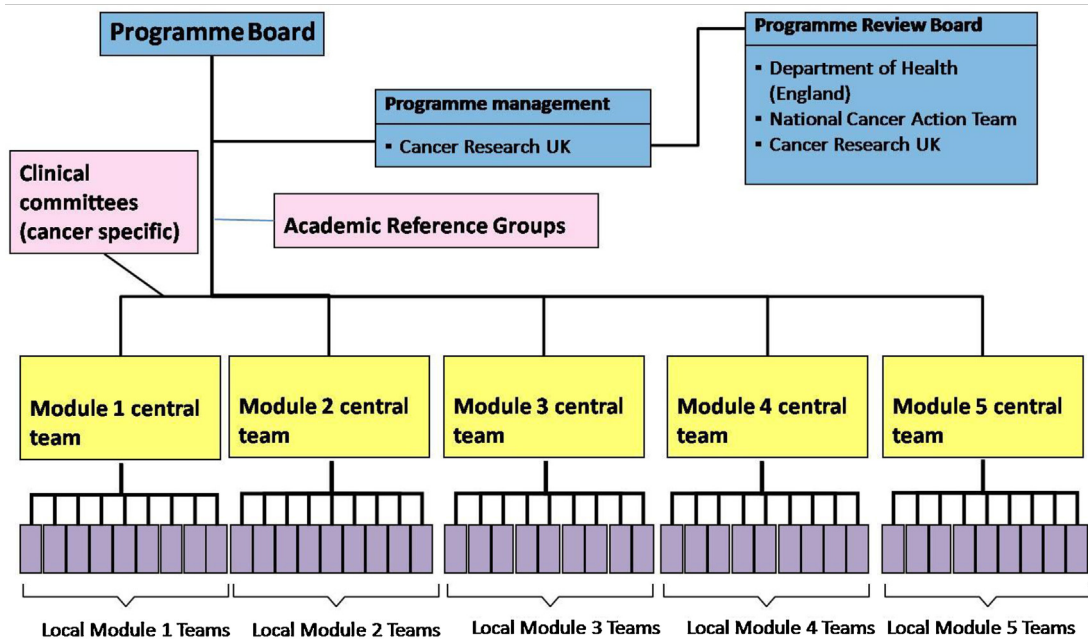 Programme Board
Programme Review Board
▪ Department of Health
(England)
▪ National Cancer Action Team
▪ Cancer Research UK
Programme management
▪ Cancer Research UK
Clinical
committees
(cancer specific)
Academic Reference Groups
Module 1 central
team
Module 2 central
team
Module 3 central
team
Module 4 central
team
Module 5 central
team
Local Module 1 Teams
Local Module 2 Teams
Local Module 3 Teams
Local Module 4 Teams
Local Module 5 Teams